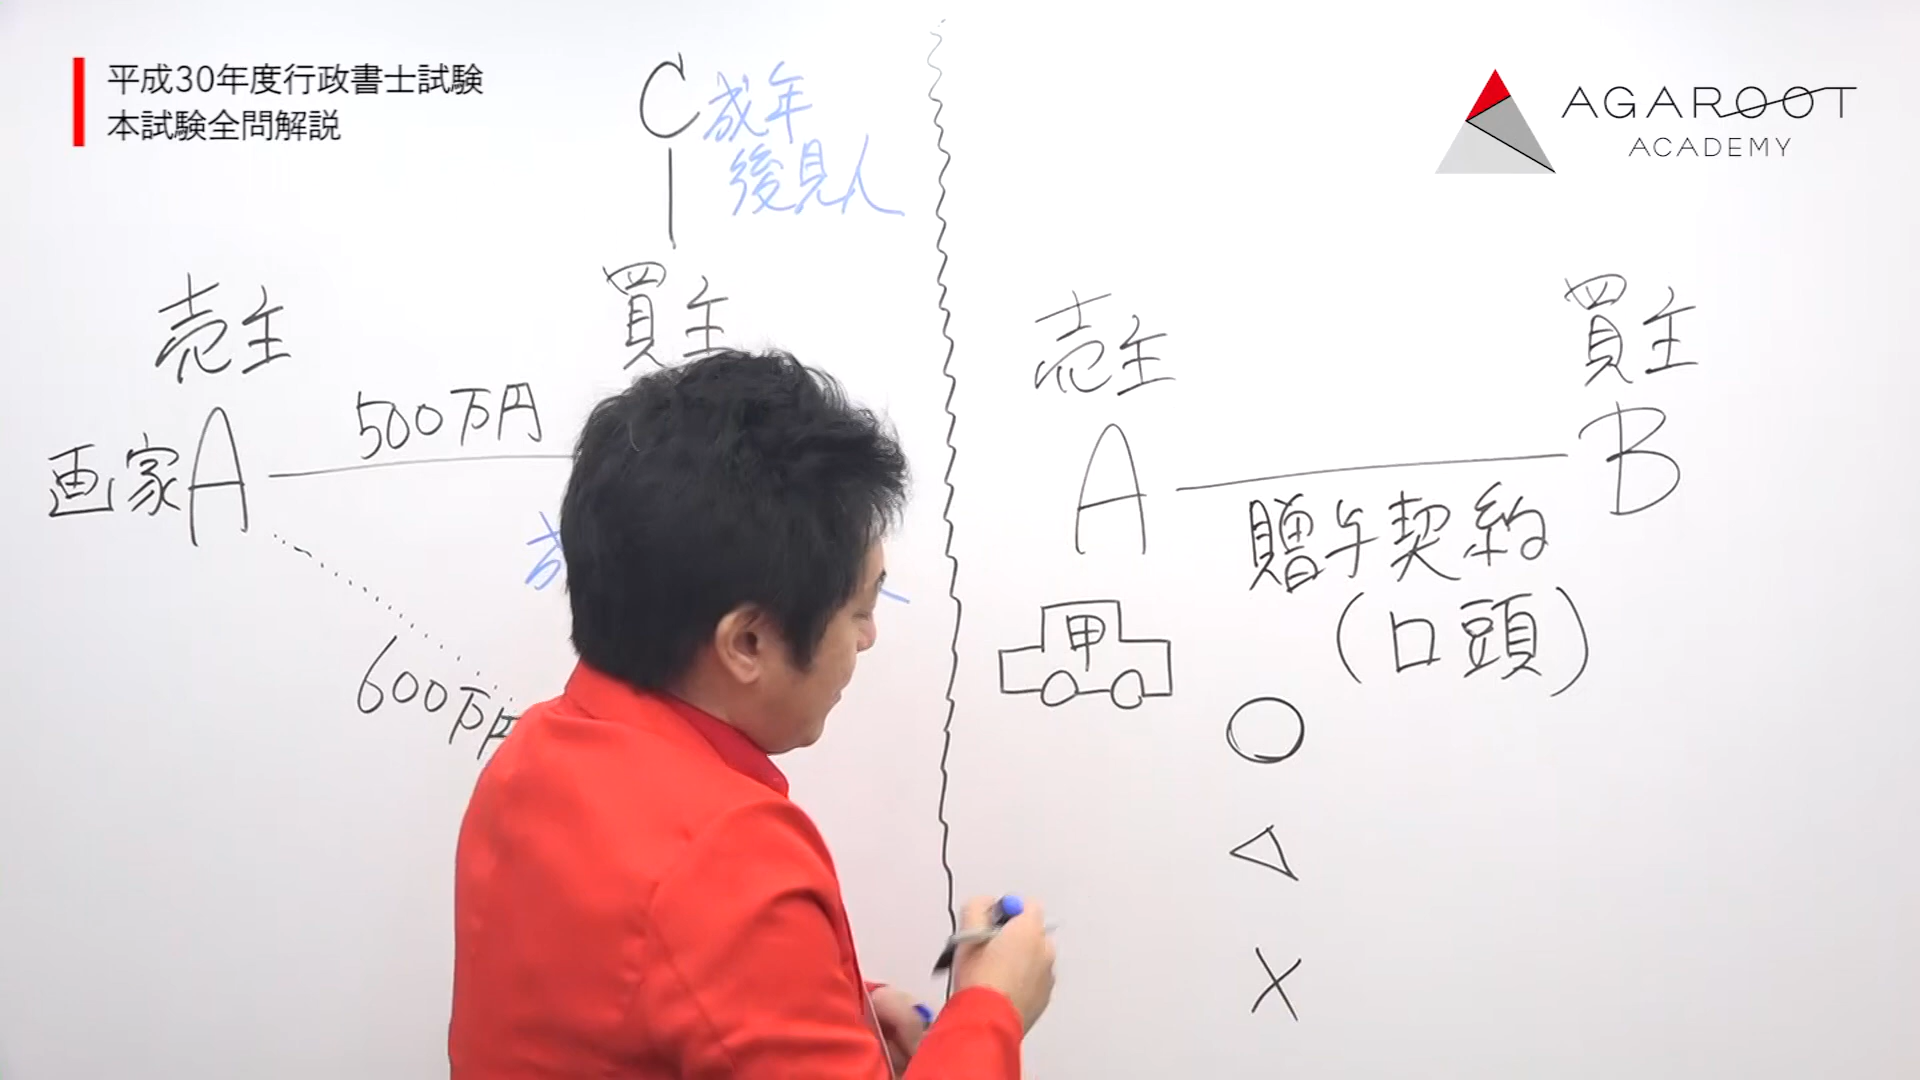 平成30年度行政書士試験
本試験全問解説
AGAROOT
ACADEMY
C 成年
後見人
売主
買主
画家A
500万円
600万円
売主
買主
A
B
贈与契約
(口頭)
甲
○
△
×